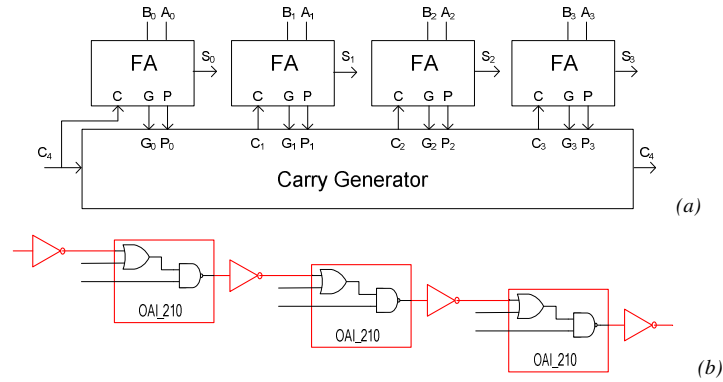 B0 A0 B1 A1 B2 A2 B3 A3
FA S0 FA S1 FA S2 FA S3
C G P C G P C G P C G P
C4 G0 P0 C1 G1 P1 C2 G2 P2 C3 G3 P3 C4
Carry Generator
(a)
OAI_210
OAI_210
OAI_210
(b)